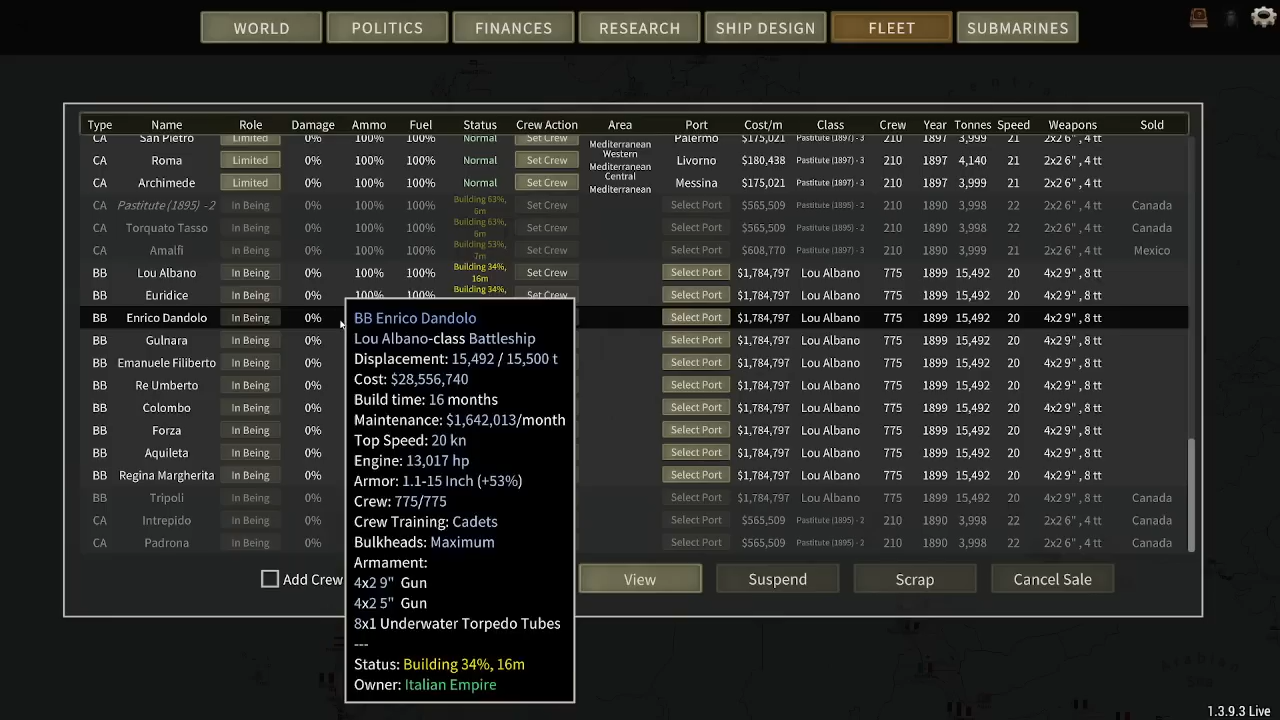 WORLD POLITICS FINANCES RESEARCH SHIP DESIGN FLEET SUBMARINES
Type Name Role Damage Ammo Fuel Status Crew Action Area Port Cost/m Class Crew Year Tonnes Speed Weapons Sold
CA San Pietro Limited 0% 100% 100% Normal Set Crew Mediterranean Palermo $175,021 Pastitute (1897) - 3 210 1897 3,999 21 2x2 6", 4 tt
CA Roma Limited 0% 100% 100% Normal Set Crew Western Mediterranean Livorno $180,438 Pastitute (1897) - 3 210 1897 4,140 21 2x2 6", 4 tt
CA Archimede Limited 0% 100% 100% Normal Set Crew Central Mediterranean Messina $175,021 Pastitute (1897) - 3 210 1897 3,999 21 2x2 6", 4 tt
CA Pastitute (1895) -2 In Being 0% 100% 100% Building 63%, 6m Set Crew Select Port $565,509 Pastitute (1895) - 2 210 1890 3,998 22 2x2 6", 4 tt Canada
CA Torquato Tasso In Being 0% 100% 100% Building 63%, 6m Set Crew Select Port $565,509 Pastitute (1895) - 2 210 1890 3,998 22 2x2 6", 4 tt Canada
CA Amalfi In Being 0% 100% 100% Building 53%, 7m Set Crew Select Port $608,770 Pastitute (1897) - 3 210 1897 3,999 21 2x2 6", 4 tt Mexico
BB Lou Albano In Being 0% 100% 100% Building 34%, 16m Set Crew Select Port $1,784,797 Lou Albano 775 1899 15,492 20 4x2 9", 8 tt
BB Euridice In Being 0% 100% 100% Building 34%, Set Crew Select Port $1,784,797 Lou Albano 775 1899 15,492 20 4x2 9", 8 tt
BB Enrico Dandolo In Being 0% Select Port $1,784,797 Lou Albano 775 1899 15,492 20 4x2 9", 8 tt
BB Gulnara In Being 0% Select Port $1,784,797 Lou Albano 775 1899 15,492 20 4x2 9", 8 tt
BB Emanuele Filiberto In Being 0% Select Port $1,784,797 Lou Albano 775 1899 15,492 20 4x2 9", 8 tt
BB Re Umberto In Being 0% Select Port $1,784,797 Lou Albano 775 1899 15,492 20 4x2 9", 8 tt
BB Colombo In Being 0% Select Port $1,784,797 Lou Albano 775 1899 15,492 20 4x2 9", 8 tt
BB Forza In Being 0% Select Port $1,784,797 Lou Albano 775 1899 15,492 20 4x2 9", 8 tt
BB Aquileta In Being 0% Select Port $1,784,797 Lou Albano 775 1899 15,492 20 4x2 9", 8 tt
BB Regina Margherita In Being 0% Select Port $1,784,797 Lou Albano 775 1899 15,492 20 4x2 9", 8 tt
BB Tripoli In Being 0% Select Port $1,784,797 Lou Albano 775 1899 15,492 20 4x2 9", 8 tt Canada
CA Intrepido In Being 0% Select Port $565,509 Pastitute (1895) - 2 210 1890 3,998 22 2x2 6", 4 tt Canada
CA Padrona In Being 0% Select Port $565,509 Pastitute (1895) - 2 210 1890 3,998 22 2x2 6", 4 tt Canada
BB Enrico Dandolo
Lou Albano-class Battleship
Displacement: 15,492 / 15,500 t
Cost: $28,556,740
Build time: 16 months
Maintenance: $1,642,013/month
Top Speed: 20 kn
Engine: 13,017 hp
Armor: 1.1-15 Inch (+53%)
Crew: 775/775
Crew Training: Cadets
Bulkheads: Maximum
Armament:
4x2 9" Gun
4x2 5" Gun
8x1 Underwater Torpedo Tubes
---
Status: Building 34%, 16m
Owner: Italian Empire
Add Crew View Suspend Scrap Cancel Sale
1.3.9.3 Live